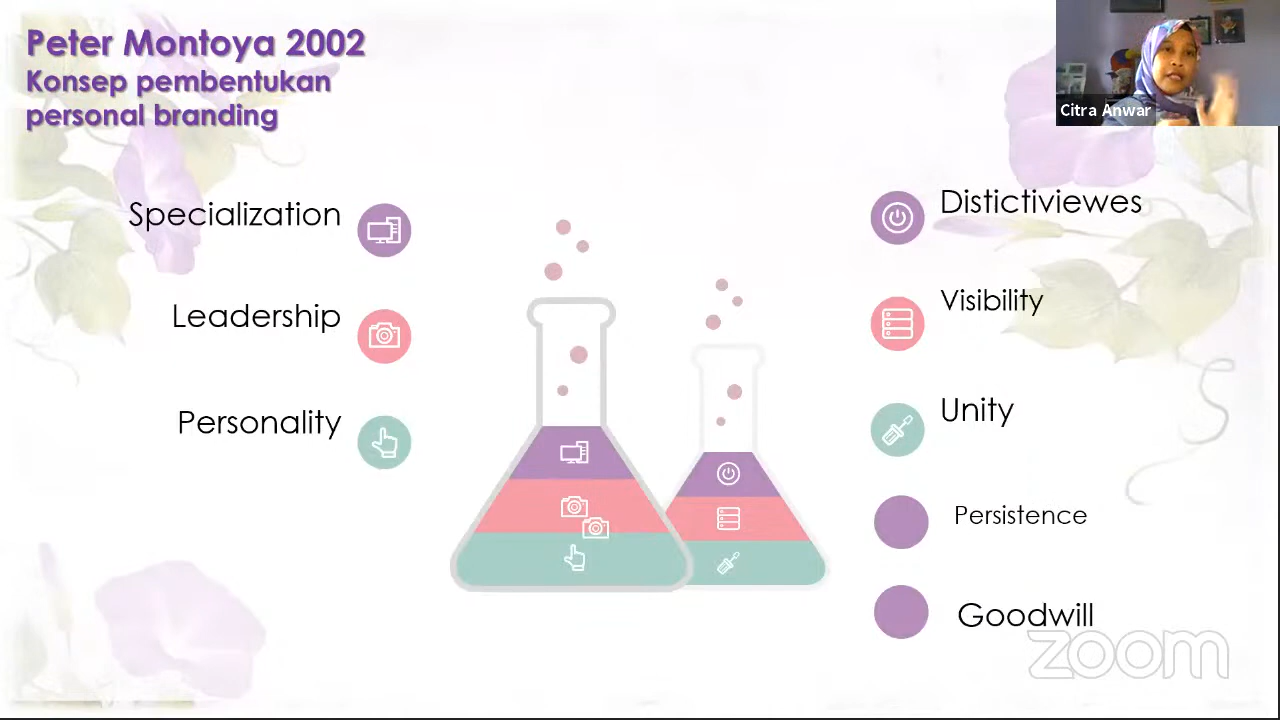 Peter Montoya 2002
Konsep pembentukan
personal branding
Citra Anwar
Specialization
Leadership
Personality
Distictiviewes
Visibility
Unity
Persistence
Goodwill
zoom